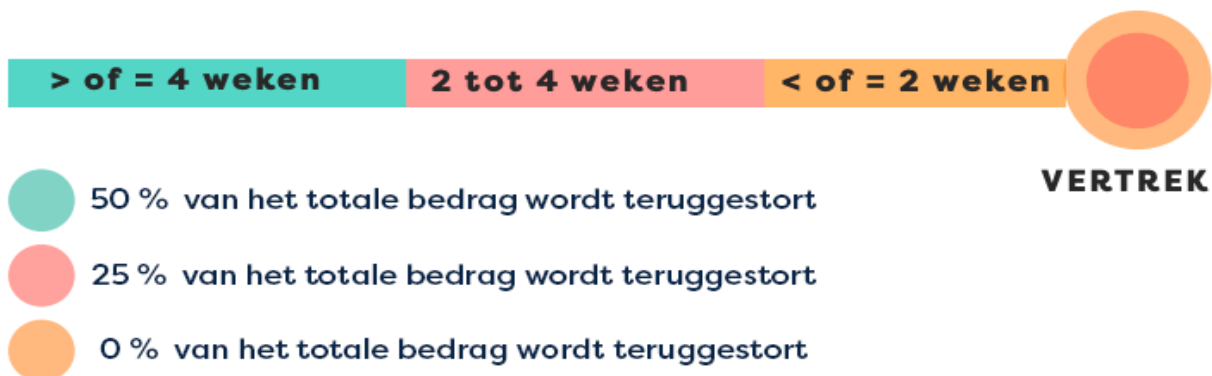 > of = 4 weken 2 tot 4 weken < of = 2 weken
VERTREK
50 % van het totale bedrag wordt teruggestort
25 % van het totale bedrag wordt teruggestort
0 % van het totale bedrag wordt teruggestort